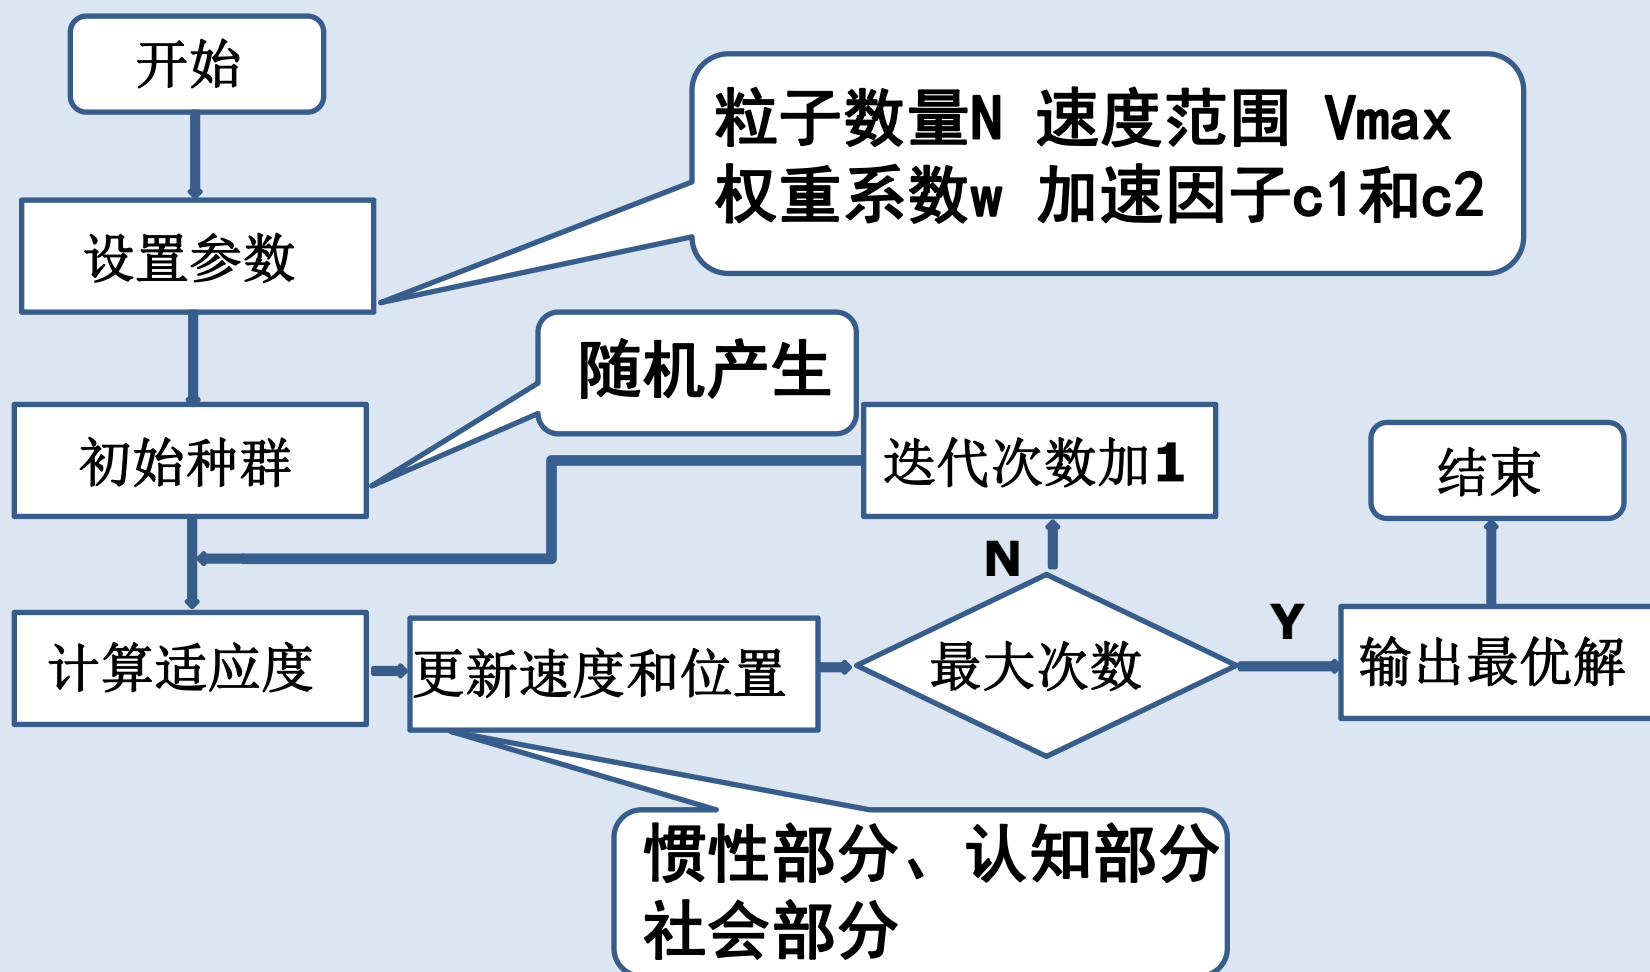 开始
粒子数量N 速度范围 Vmax
权重系数w 加速因子c1和c2
设置参数
随机产生
初始种群
迭代次数加1
结束
N
Y
计算适应度
更新速度和位置
最大次数
输出最优解
惯性部分、认知部分
社会部分